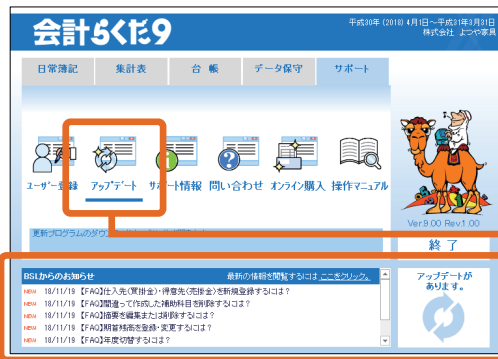 会計らくだ9
平成30年 (2018) 4月1日～平成31年3月31日
株式会社 よつや家具
日常簿記 集計表 台 帳 データ保守 サポート
ユーザー登録 アップデート サポート情報 問い合わせ オンライン購入 操作マニュアル
Ver.9.00 Rev.1.00
終 了
更新プログラムのダウン
BSLからのお知らせ 最新の情報を閲覧するには ここをクリック。
NEW 18/11/19 【FAQ】仕入先(買掛金)・得意先(売掛金)を新規登録するには？
NEW 18/11/19 【FAQ】間違って作成した補助科目を削除するには？
NEW 18/11/19 【FAQ】摘要を編集または削除するには？
NEW 18/11/19 【FAQ】期首残高を登録・変更するには？
NEW 18/11/19 【FAQ】年度切替するには？
アップデートが
あります。